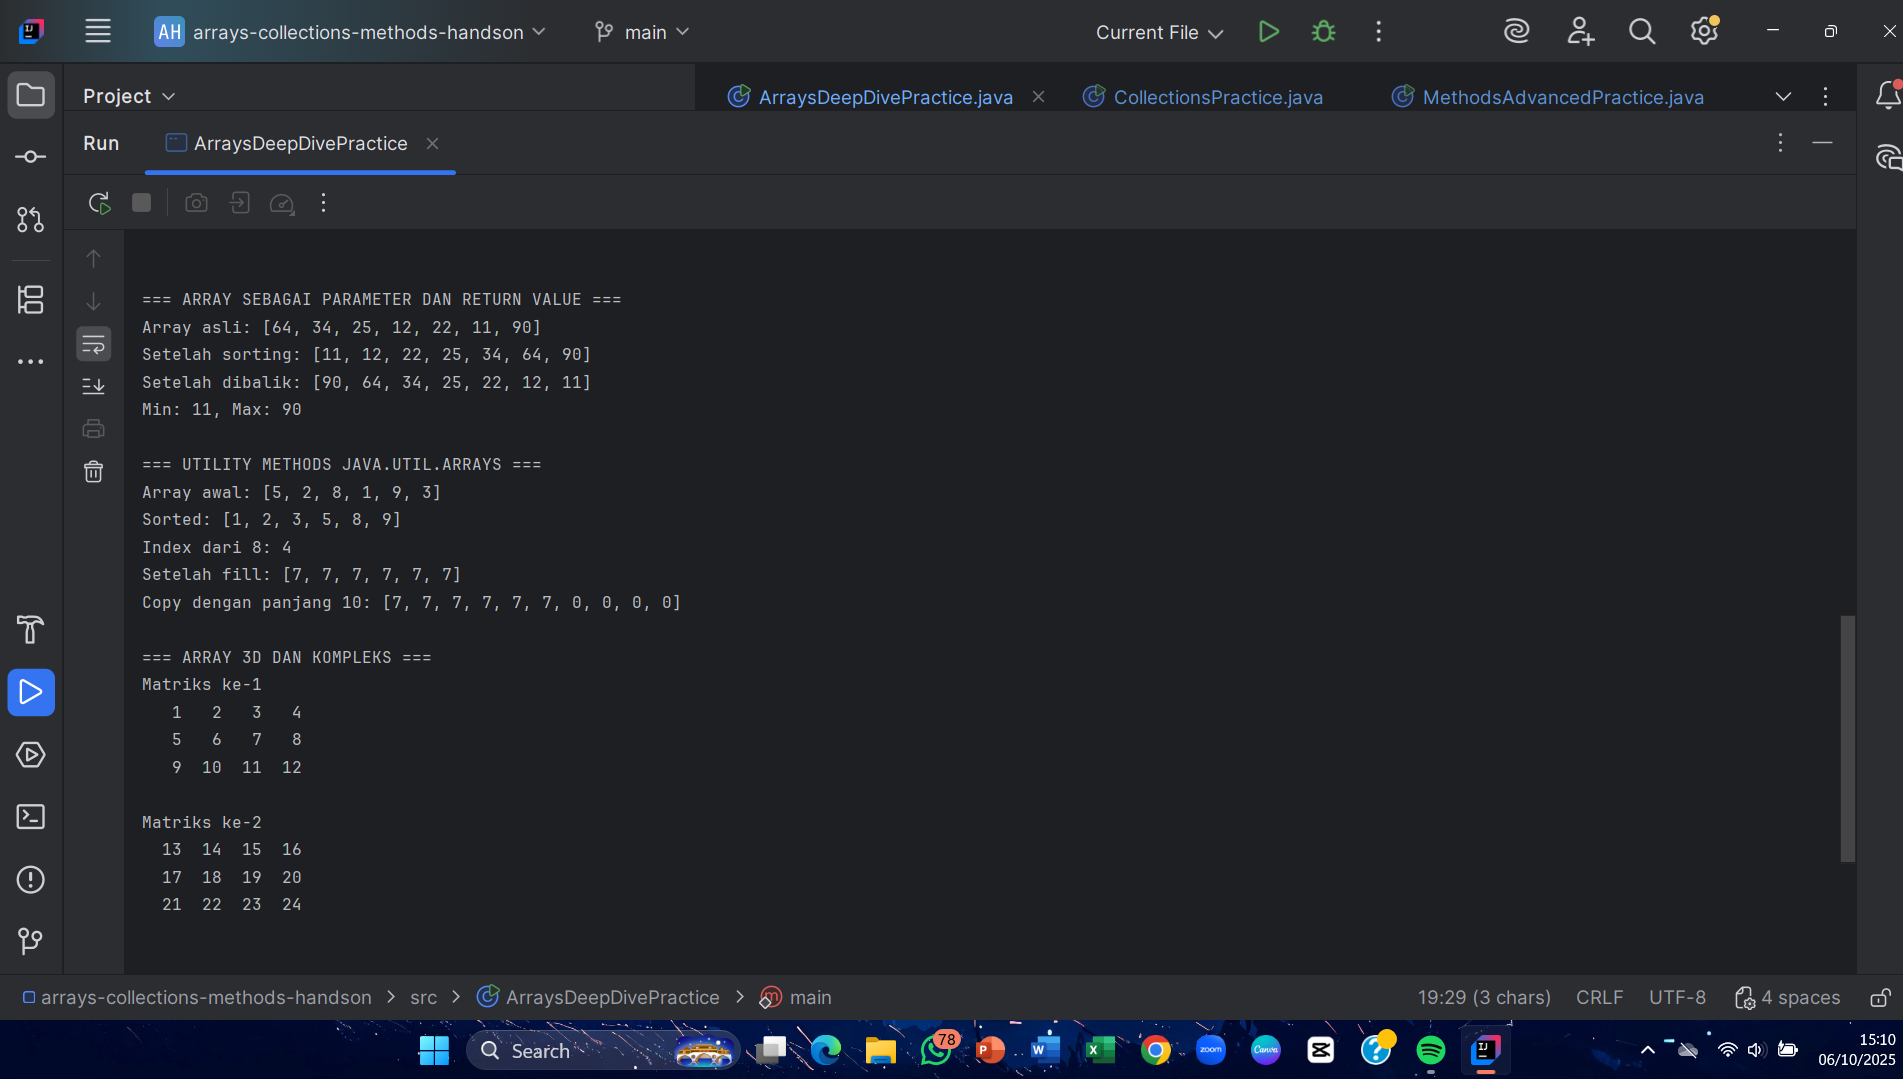 AH arrays-collections-methods-handson main Current File
Project ArraysDeepDivePractice.java CollectionsPractice.java MethodsAdvancedPractice.java
Run ArraysDeepDivePractice
=== ARRAY SEBAGAI PARAMETER DAN RETURN VALUE ===
Array asli: [64, 34, 25, 12, 22, 11, 90]
Setelah sorting: [11, 12, 22, 25, 34, 64, 90]
Setelah dibalik: [90, 64, 34, 25, 22, 12, 11]
Min: 11, Max: 90
=== UTILITY METHODS JAVA.UTIL.ARRAYS ===
Array awal: [5, 2, 8, 1, 9, 3]
Sorted: [1, 2, 3, 5, 8, 9]
Index dari 8: 4
Setelah fill: [7, 7, 7, 7, 7, 7]
Copy dengan panjang 10: [7, 7, 7, 7, 7, 7, 0, 0, 0, 0]
=== ARRAY 3D DAN KOMPLEKS ===
Matriks ke-1
1 2 3 4
5 6 7 8
9 10 11 12
Matriks ke-2
13 14 15 16
17 18 19 20
21 22 23 24
arrays-collections-methods-handson > src > ArraysDeepDivePractice > main 19:29 (3 chars) CRLF UTF-8 4 spaces
Search 78 zoom Canva 15:10
06/10/2025